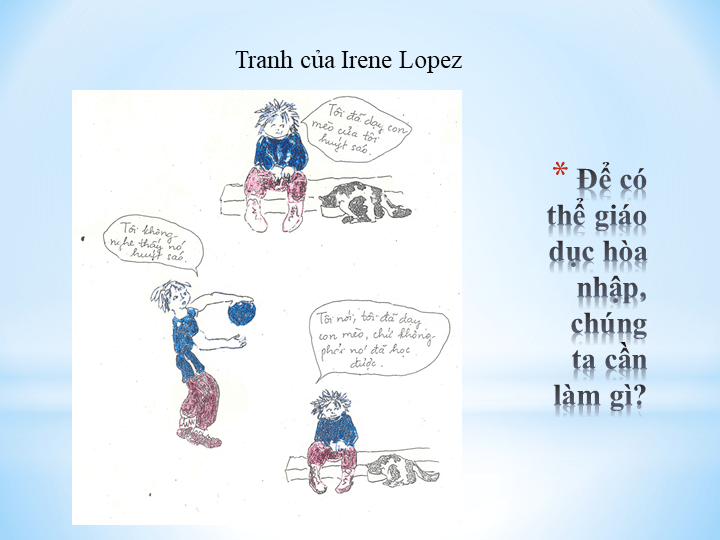 Tranh của Irene Lopez
Tôi đã dạy con
mèo của tôi
huýt sáo.
Tôi không
nghe thấy nó
huýt sáo.
Tôi nói, tôi đã dạy
con mèo, chứ không
phải nó đã học
được.
* Để có
thể giáo
dục hòa
nhập,
chúng
ta cần
làm gì?